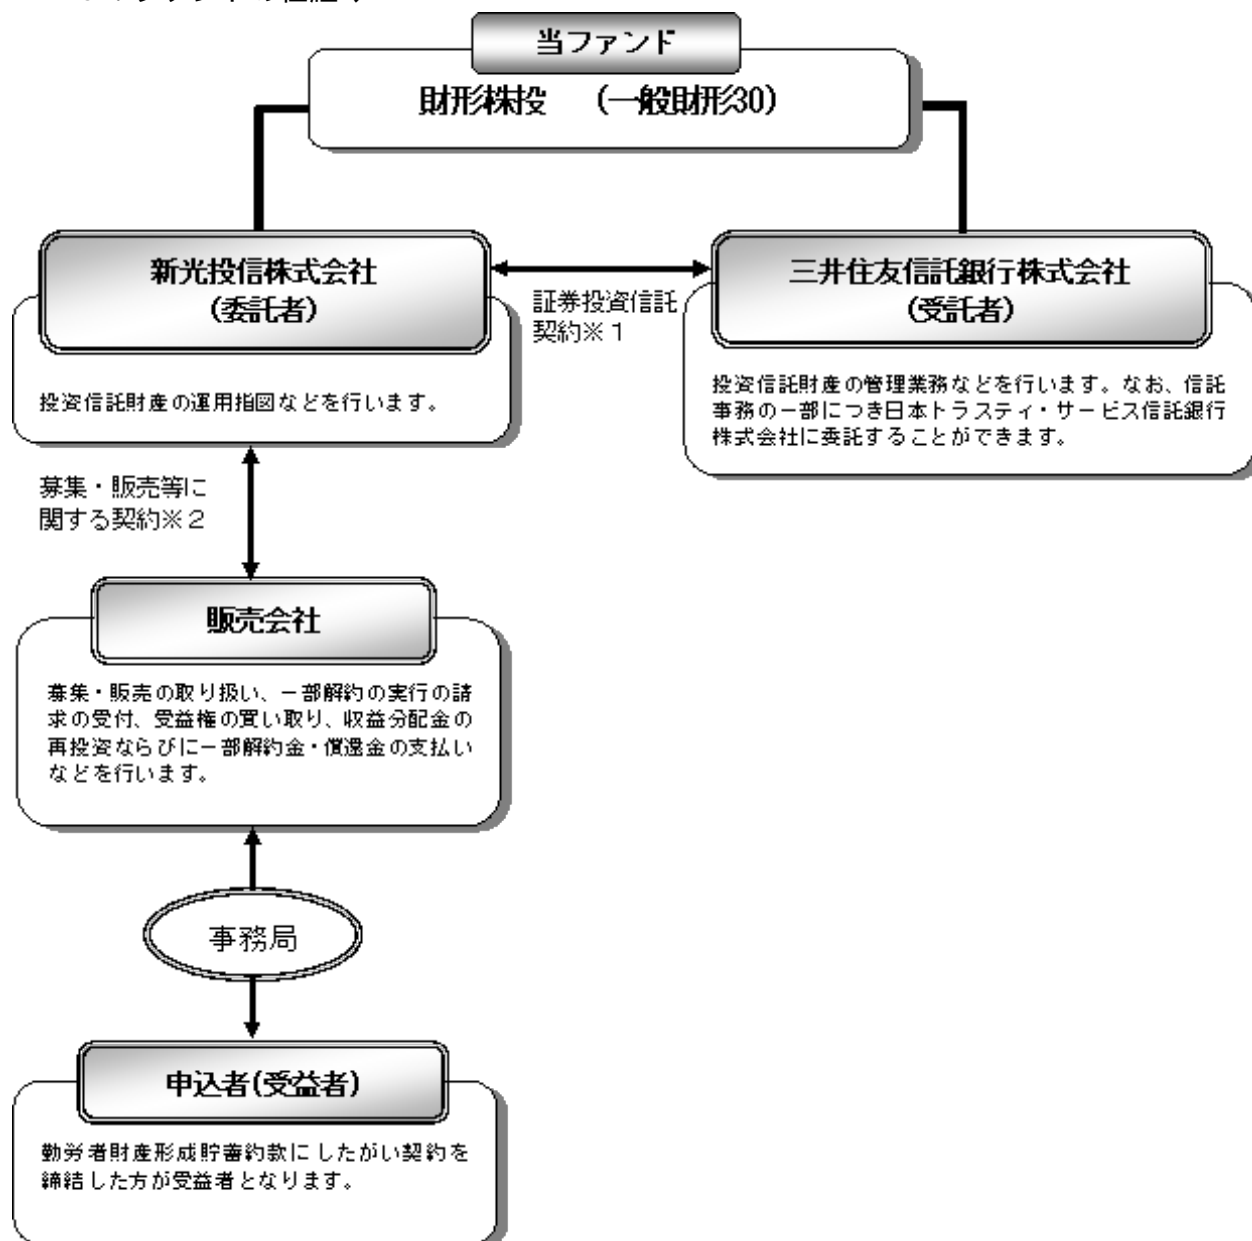 当ファンド
財形株投 （一般財形30）
新光投信株式会社
(委託者)
投資信託財産の運用指図などを行います。
証券投資信託
契約※１
三井住友信託銀行株式会社
(受託者)
投資信託財産の管理業務などを行います。なお、信託
事務の一部につき日本トラスティ・サービス信託銀行
株式会社に委託することができます。
募集・販売等に
関する契約※２
販売会社
募集・販売の取り扱い、一部解約の実行の請
求の受付、受益権の買い取り、収益分配金の
再投資ならびに一部解約金・償還金の支払い
などを行います。
事務局
申込者(受益者)
勤労者財産形成貯蓄約款にしたがい契約を
締結した方が受益者となります。